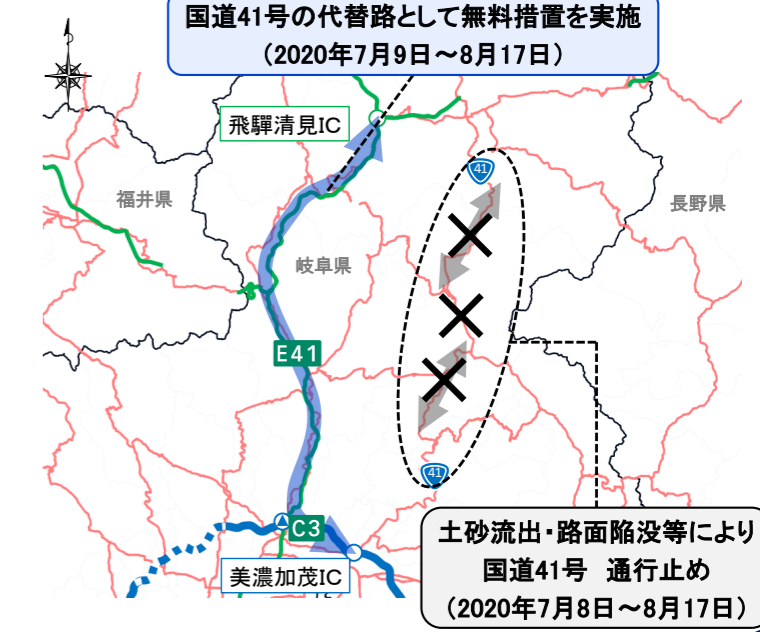 国道41号の代替路として無料措置を実施
（2020年7月9日～8月17日）
飛驒清見IC
41
福井県
長野県
岐阜県
E41
41
C3
美濃加茂IC
土砂流出・路面陥没等により
国道41号　通行止め
（2020年7月8日～8月17日）